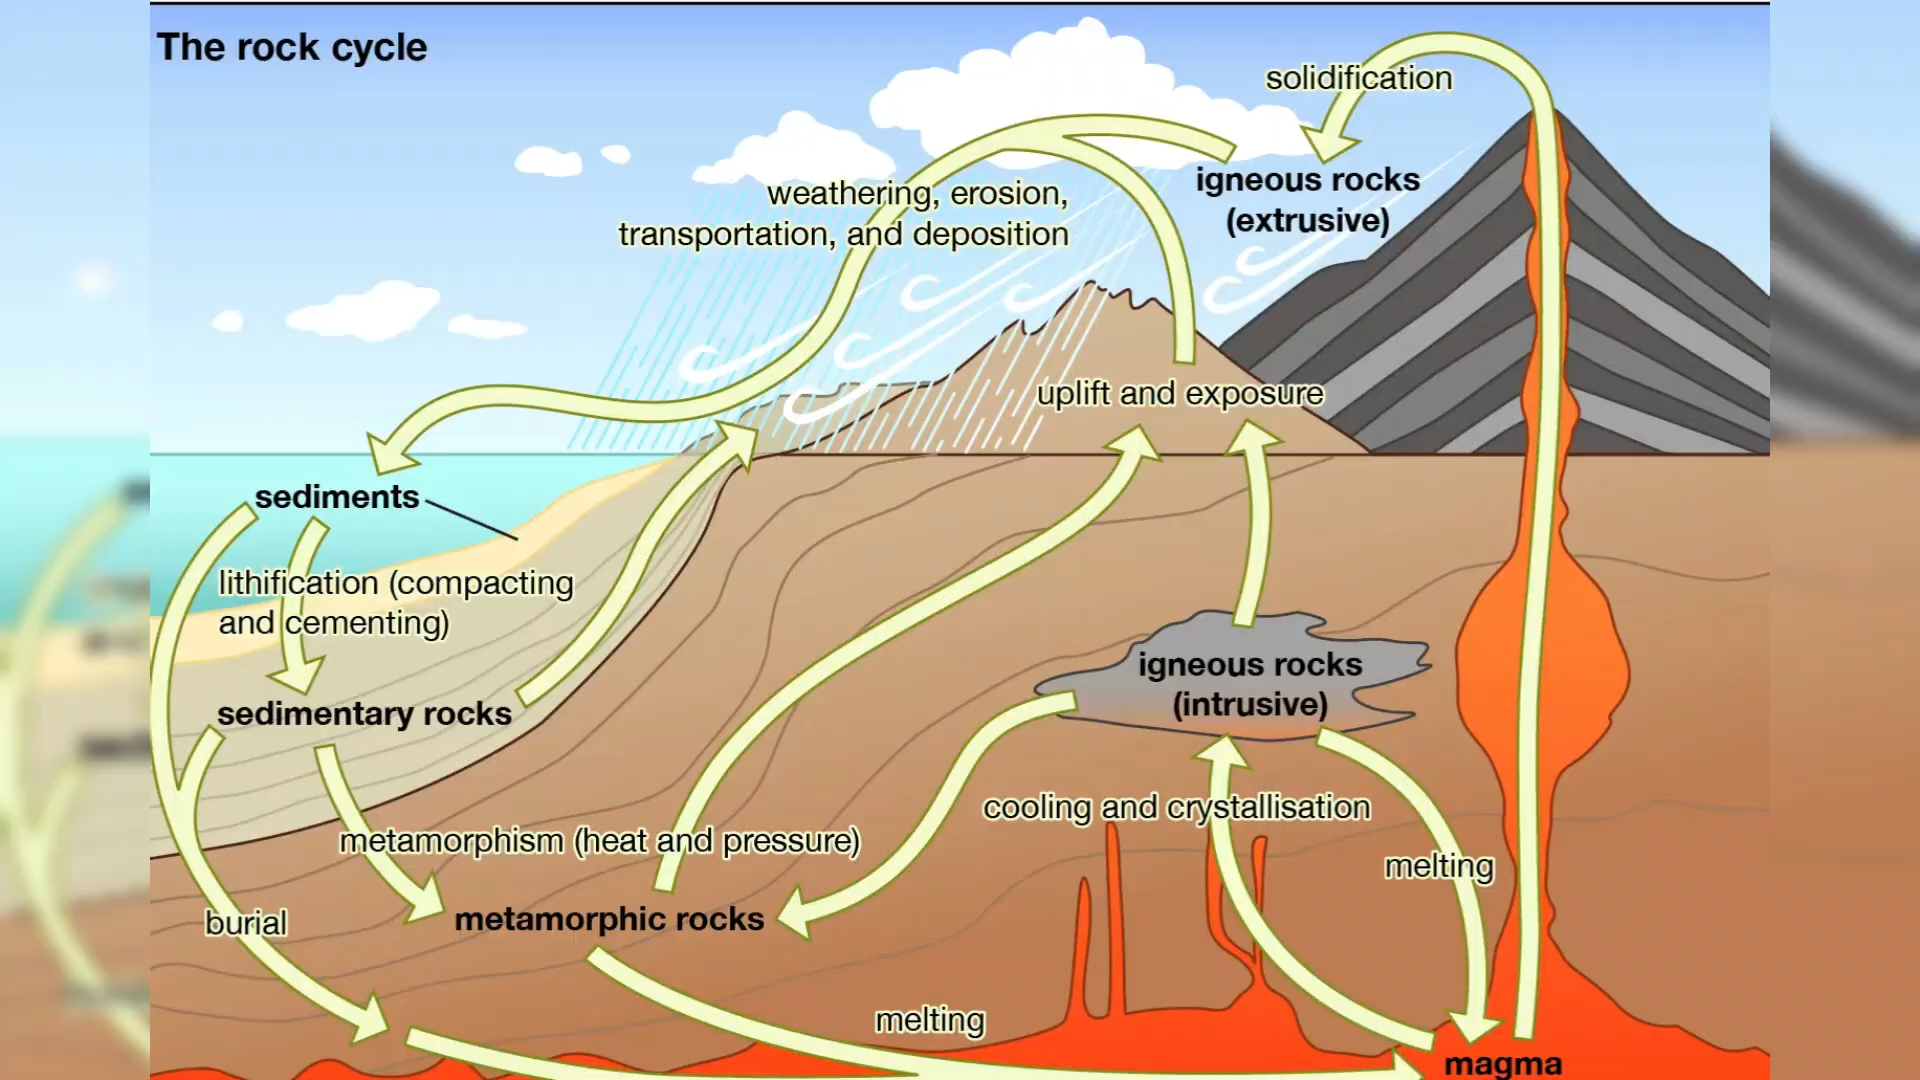 The rock cycle
solidification
igneous rocks
(extrusive)
weathering, erosion,
transportation, and deposition
uplift and exposure
sediments
lithification (compacting
and cementing)
sedimentary rocks
igneous rocks
(intrusive)
cooling and crystallisation
metamorphism (heat and pressure)
melting
metamorphic rocks
burial
melting
magma